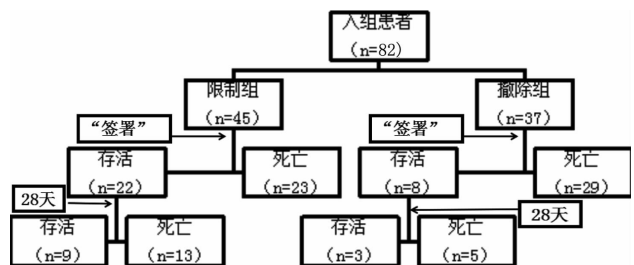 入组患者
(n=82)
限制组
(n=45)
撤除组
(n=37)
“签署”
“签署”
存活
(n=22)
死亡
(n=23)
存活
(n=8)
死亡
(n=29)
28天
28天
存活
(n=9)
死亡
(n=13)
存活
(n=3)
死亡
(n=5)